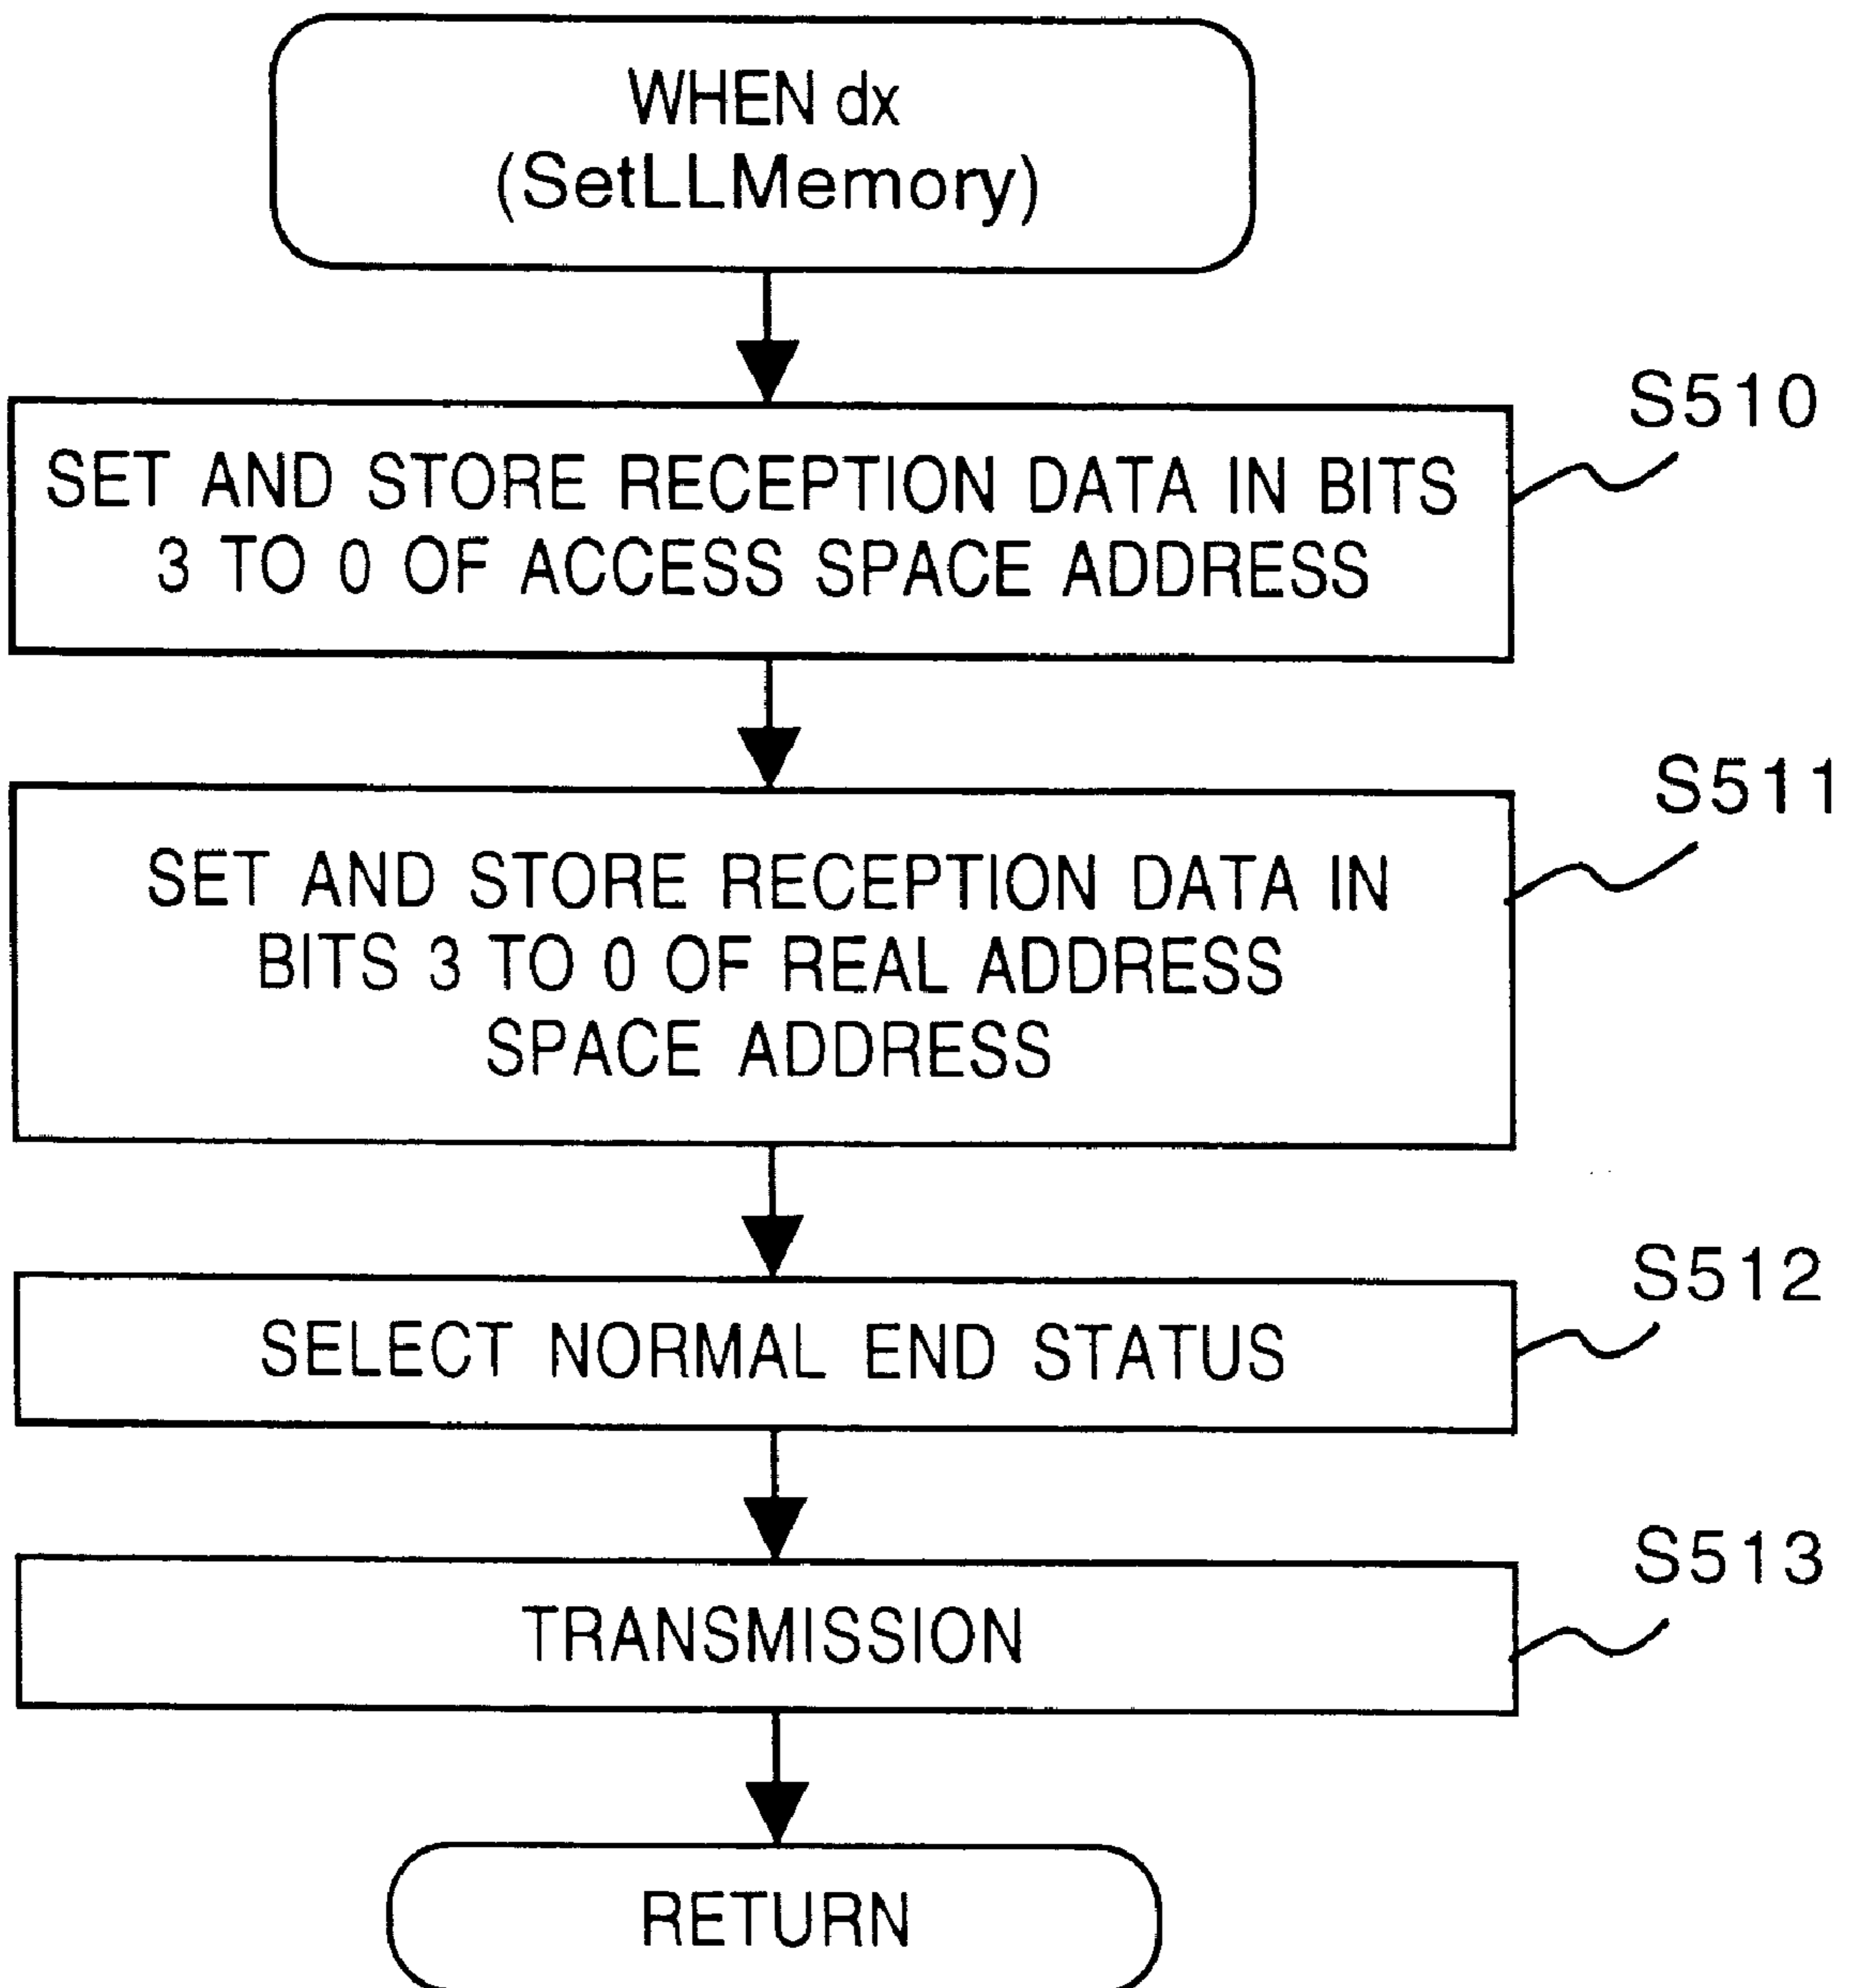 WHEN dx
(SetLLMemory)
S510
SET AND STORE RECEPTION DATA IN BITS
3 TO 0 OF ACCESS SPACE ADDRESS
S511
SET AND STORE RECEPTION DATA IN
BITS 3 TO 0 OF REAL ADDRESS
SPACE ADDRESS
S512
SELECT NORMAL END STATUS
S513
TRANSMISSION
RETURN